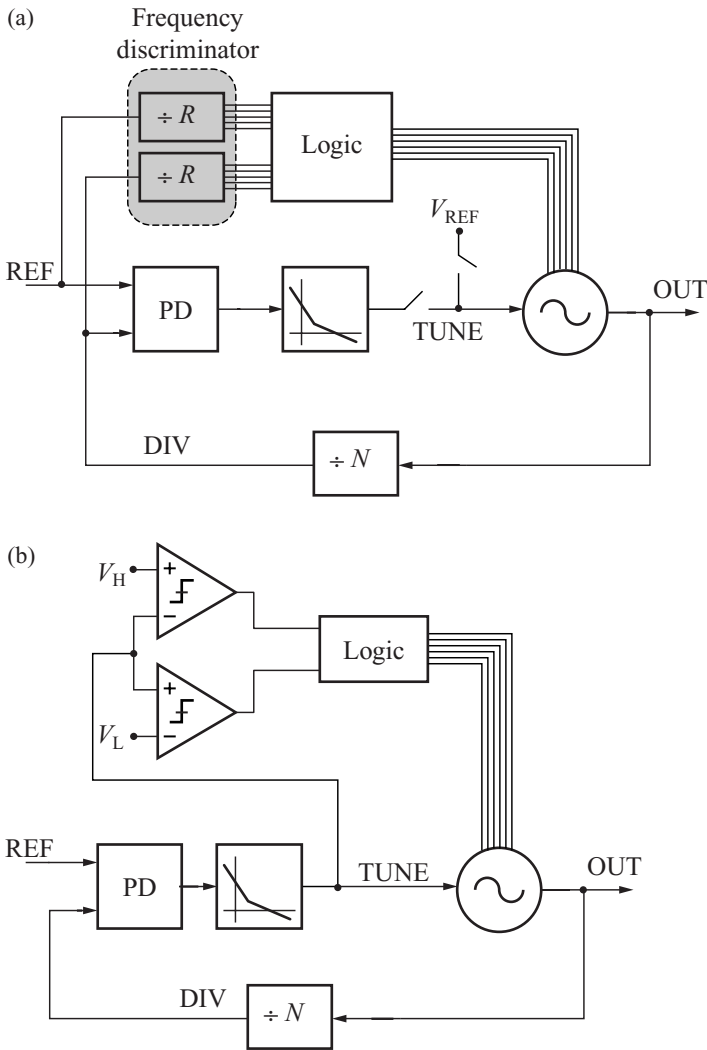 (a)
Frequency
discriminator
÷ R
÷ R
Logic
V_REF
REF
PD
TUNE
OUT
DIV
÷ N
(b)
V_H
+
−
Logic
+
V_L
−
REF
PD
TUNE
OUT
DIV
÷ N